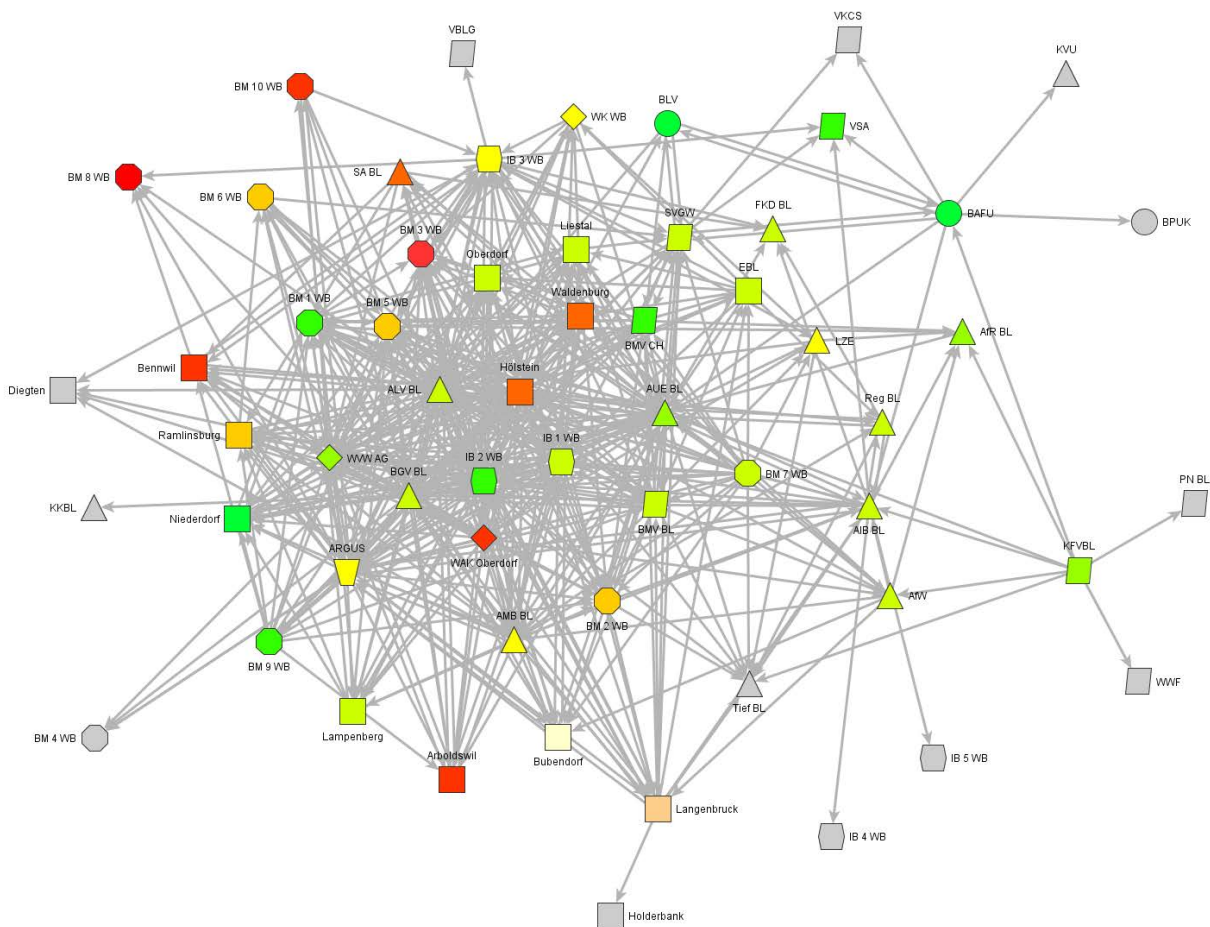 VKCS
VBLG
KVU
BM 10 WB
BLV
WK WB
VSA
IB 3 WB
SA BL
BM 8 WB
BM 6 WB
FKD BL
SVGW
BAFU
BPUK
Liestal
BM 3 WB
Oberdorf
EBL
BM 1 WB
Waldenburg
BM 5 WB
BMV CH
LZE
AfR BL
Bennwil
Hölstein
Diegten
ALV BL
AUE BL
Reg BL
Ramlinsburg
IB 1 WB
WVW AG
IB 2 WB
BGV BL
BM 7 WB
PN BL
KKBL
Niederdorf
BMV BL
AIB BL
ARGUS
WAK Oberdorf
KFVBL
AfW
BM 2 WB
AMB BL
BM 9 WB
WWF
Tief BL
Lampenberg
BM 4 WB
Arboldswil
Bubendorf
IB 5 WB
Langenbruck
IB 4 WB
Holderbank